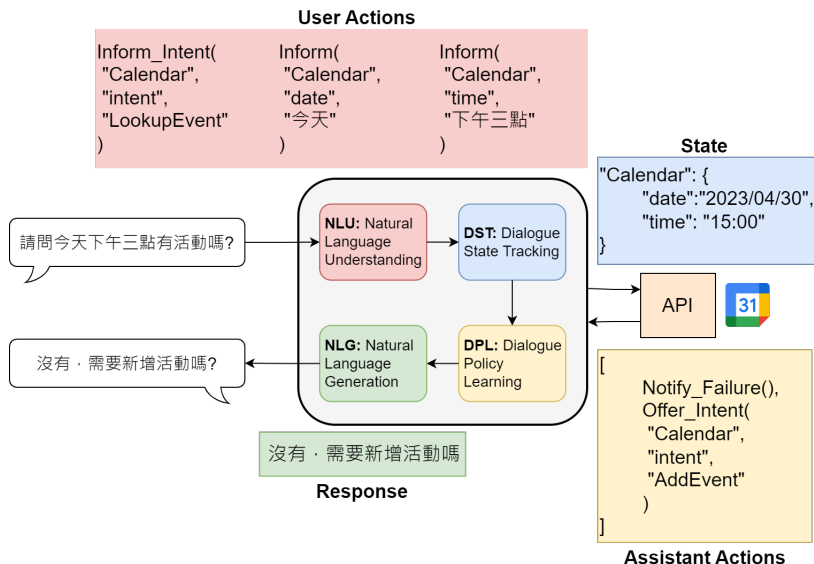 User Actions
Inform_Intent(
"Calendar",
"intent",
"LookupEvent"
)
Inform(
"Calendar",
"date",
"今天"
)
Inform(
"Calendar",
"time",
"下午三點"
)
State
"Calendar": {
"date":"2023/04/30",
"time": "15:00"
}
請問今天下午三點有活動嗎?
NLU: Natural
Language
Understanding
DST: Dialogue
State Tracking
API
31
沒有，需要新增活動嗎?
NLG: Natural
Language
Generation
DPL: Dialogue
Policy
Learning
[
Notify_Failure(),
Offer_Intent(
"Calendar",
"intent",
"AddEvent"
)
]
沒有，需要新增活動嗎
Response
Assistant Actions